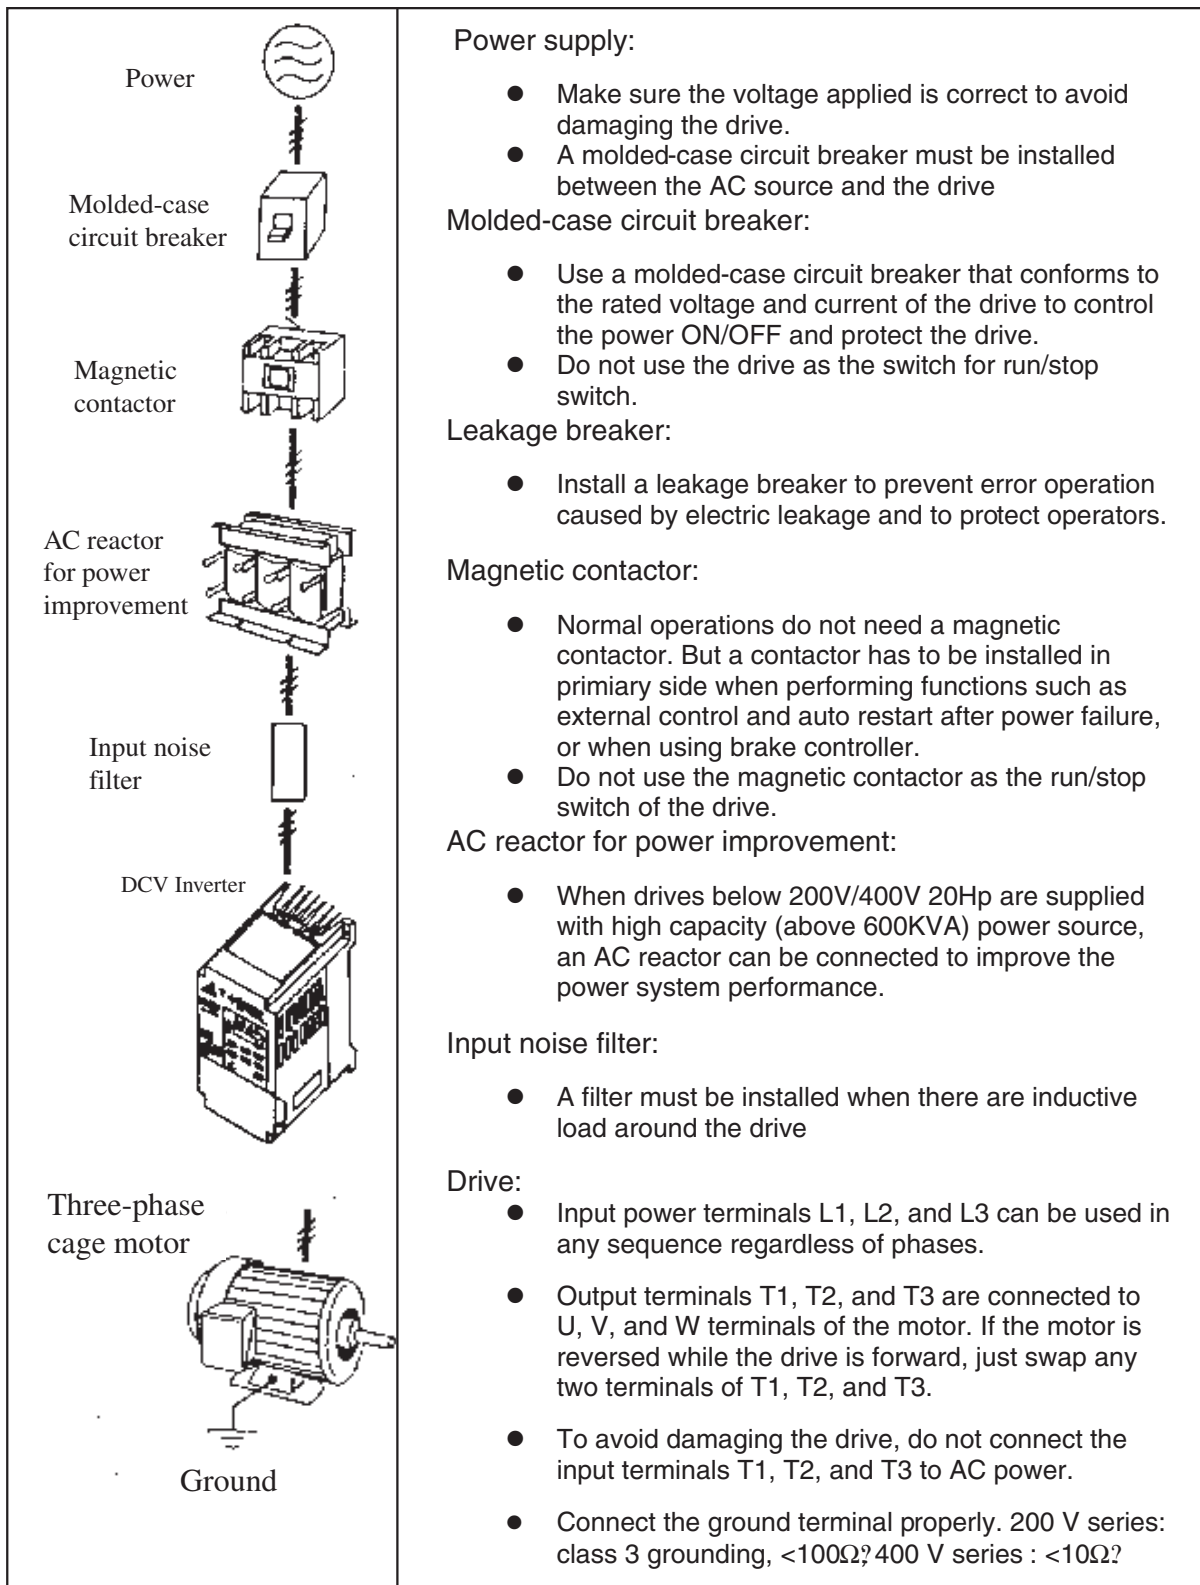 Power
Molded-case
circuit breaker
Magnetic
contactor
AC reactor
for power
improvement
Input noise
filter
DCV Inverter
Three-phase
cage motor
Ground
Power supply:
● Make sure the voltage applied is correct to avoid
damaging the drive.
● A molded-case circuit breaker must be installed
between the AC source and the drive
Molded-case circuit breaker:
● Use a molded-case circuit breaker that conforms to
the rated voltage and current of the drive to control
the power ON/OFF and protect the drive.
● Do not use the drive as the switch for run/stop
switch.
Leakage breaker:
● Install a leakage breaker to prevent error operation
caused by electric leakage and to protect operators.
Magnetic contactor:
● Normal operations do not need a magnetic
contactor. But a contactor has to be installed in
primiary side when performing functions such as
external control and auto restart after power failure,
or when using brake controller.
● Do not use the magnetic contactor as the run/stop
switch of the drive.
AC reactor for power improvement:
● When drives below 200V/400V 20Hp are supplied
with high capacity (above 600KVA) power source,
an AC reactor can be connected to improve the
power system performance.
Input noise filter:
● A filter must be installed when there are inductive
load around the drive
Drive:
● Input power terminals L1, L2, and L3 can be used in
any sequence regardless of phases.
● Output terminals T1, T2, and T3 are connected to
U, V, and W terminals of the motor. If the motor is
reversed while the drive is forward, just swap any
two terminals of T1, T2, and T3.
● To avoid damaging the drive, do not connect the
input terminals T1, T2, and T3 to AC power.
● Connect the ground terminal properly. 200 V series:
class 3 grounding, <100Ω? 400 V series : <10Ω?